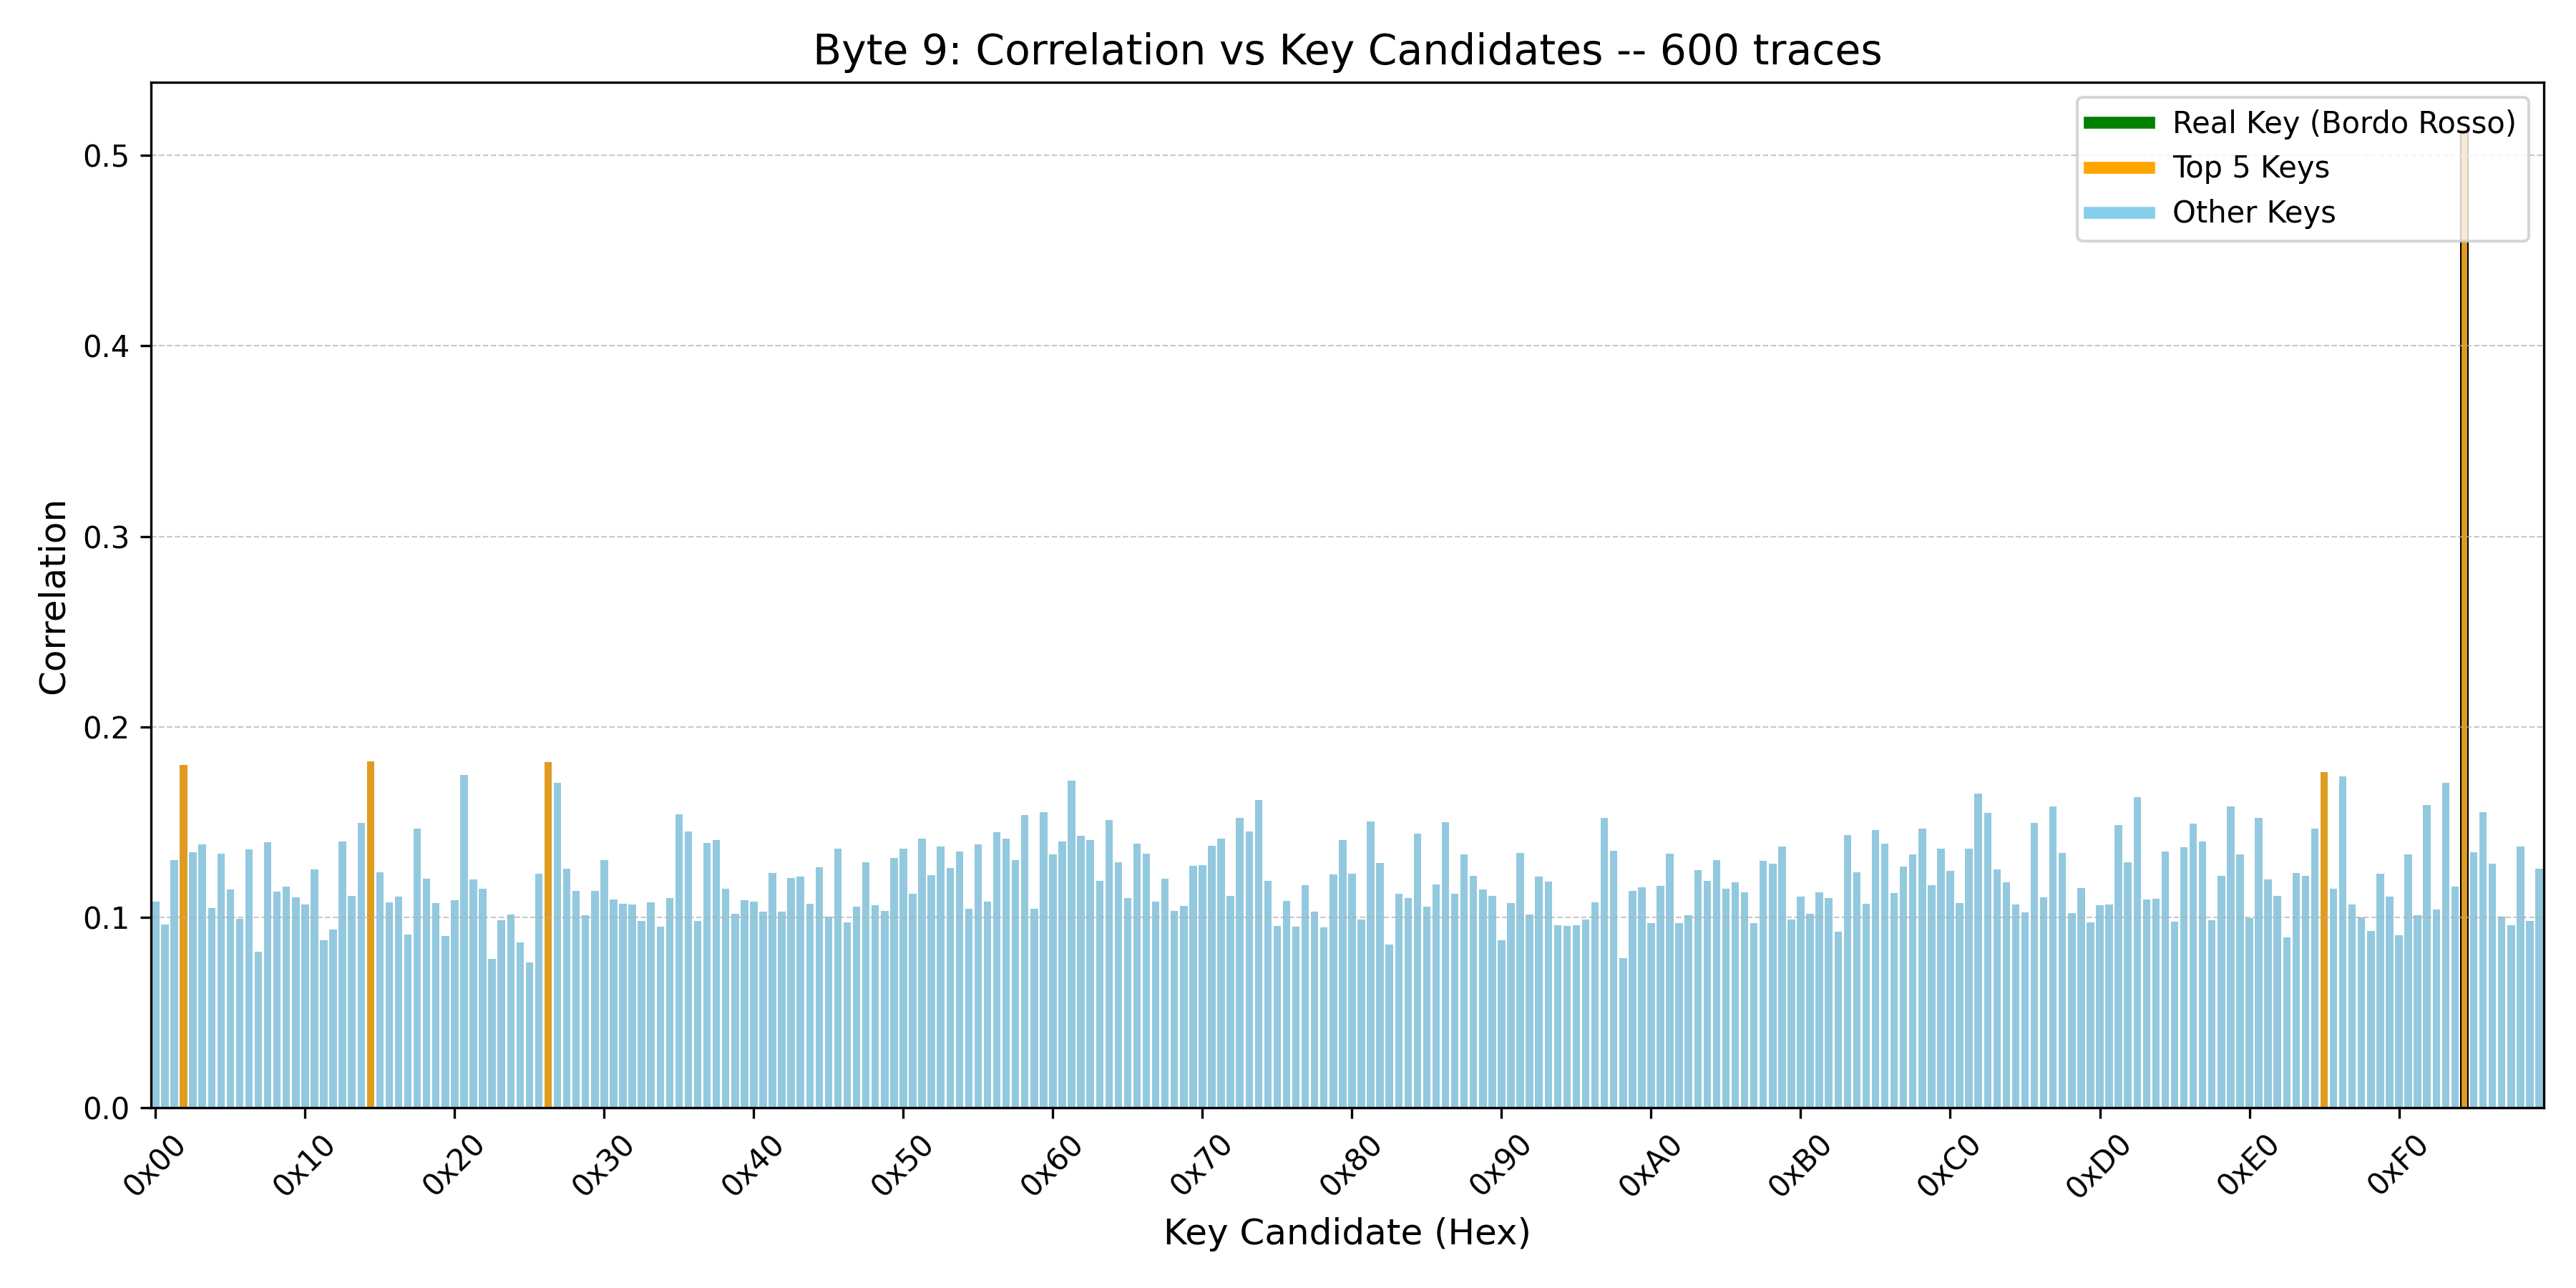 Byte 9: Correlation vs Key Candidates -- 600 traces
Real Key (Bordo Rosso)
Top 5 Keys
Other Keys
Correlation
0.5
0.4
0.3
0.2
0.1
0.0
0x00 0x10 0x20 0x30 0x40 0x50 0x60 0x70 0x80 0x90 0xA0 0xB0 0xC0 0xD0 0xE0 0xF0
Key Candidate (Hex)